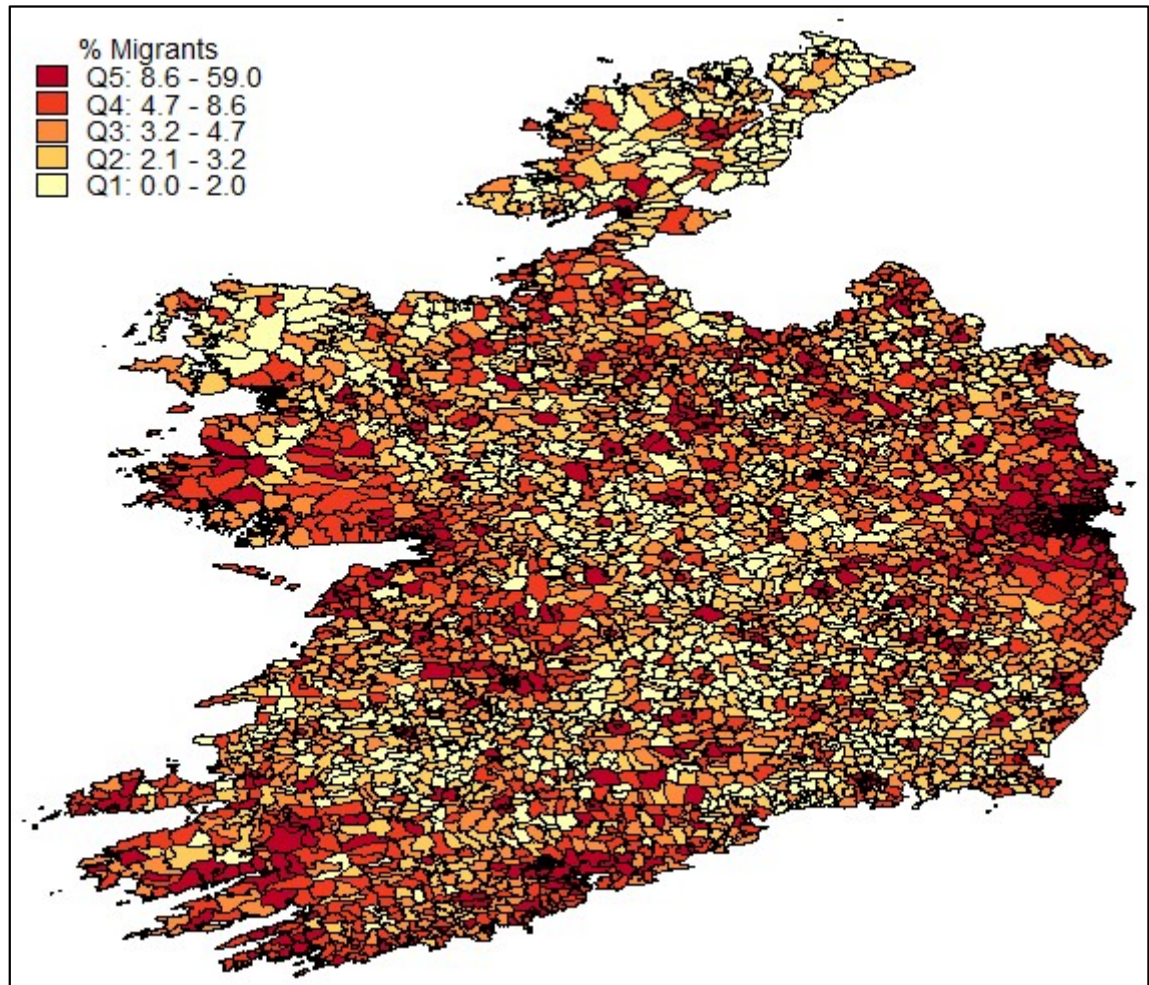 % Migrants
Q5: 8.6 - 59.0
Q4: 4.7 - 8.6
Q3: 3.2 - 4.7
Q2: 2.1 - 3.2
Q1: 0.0 - 2.0